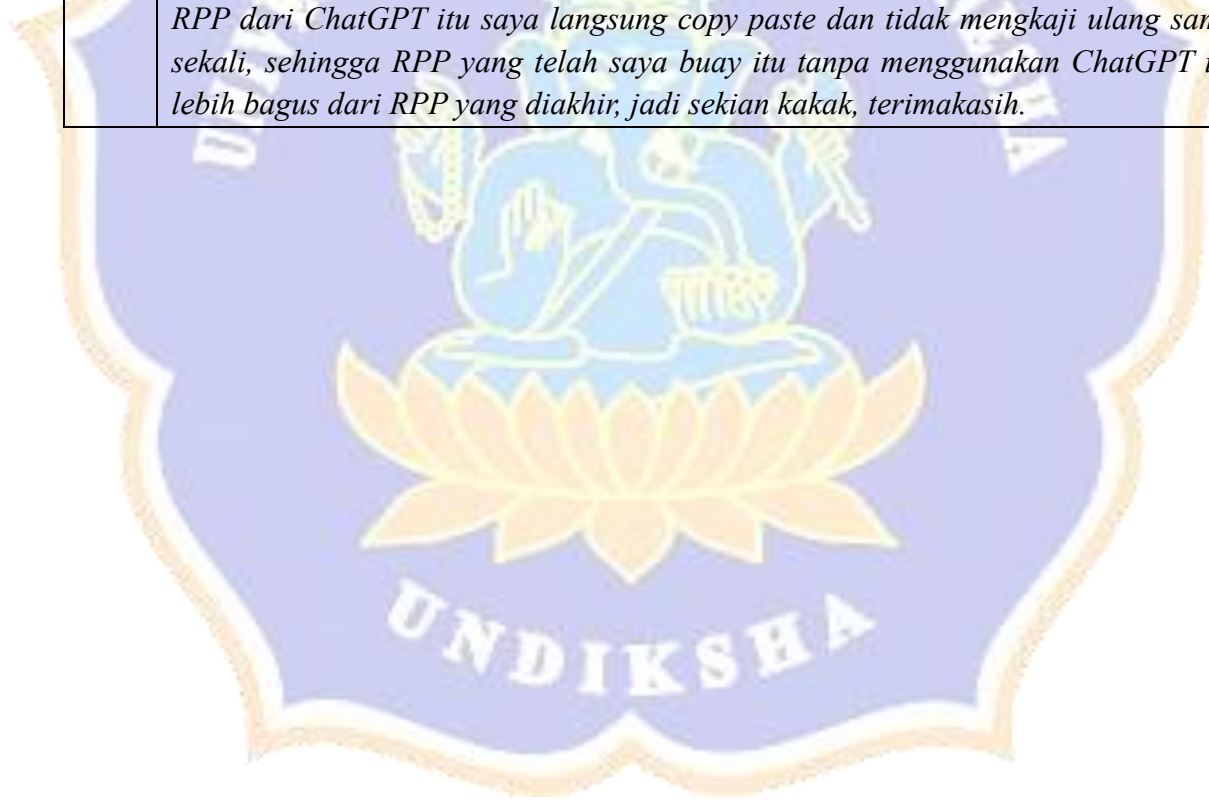 RPP dari ChatGPT itu saya langsung copy paste dan tidak mengkaji ulang
sekali, sehingga RPP yang telah saya buay itu tanpa menggunakan ChatGPT
lebih bagus dari RPP yang diakhir, jadi sekian kakak, terimakasih.
UNDIKSHA